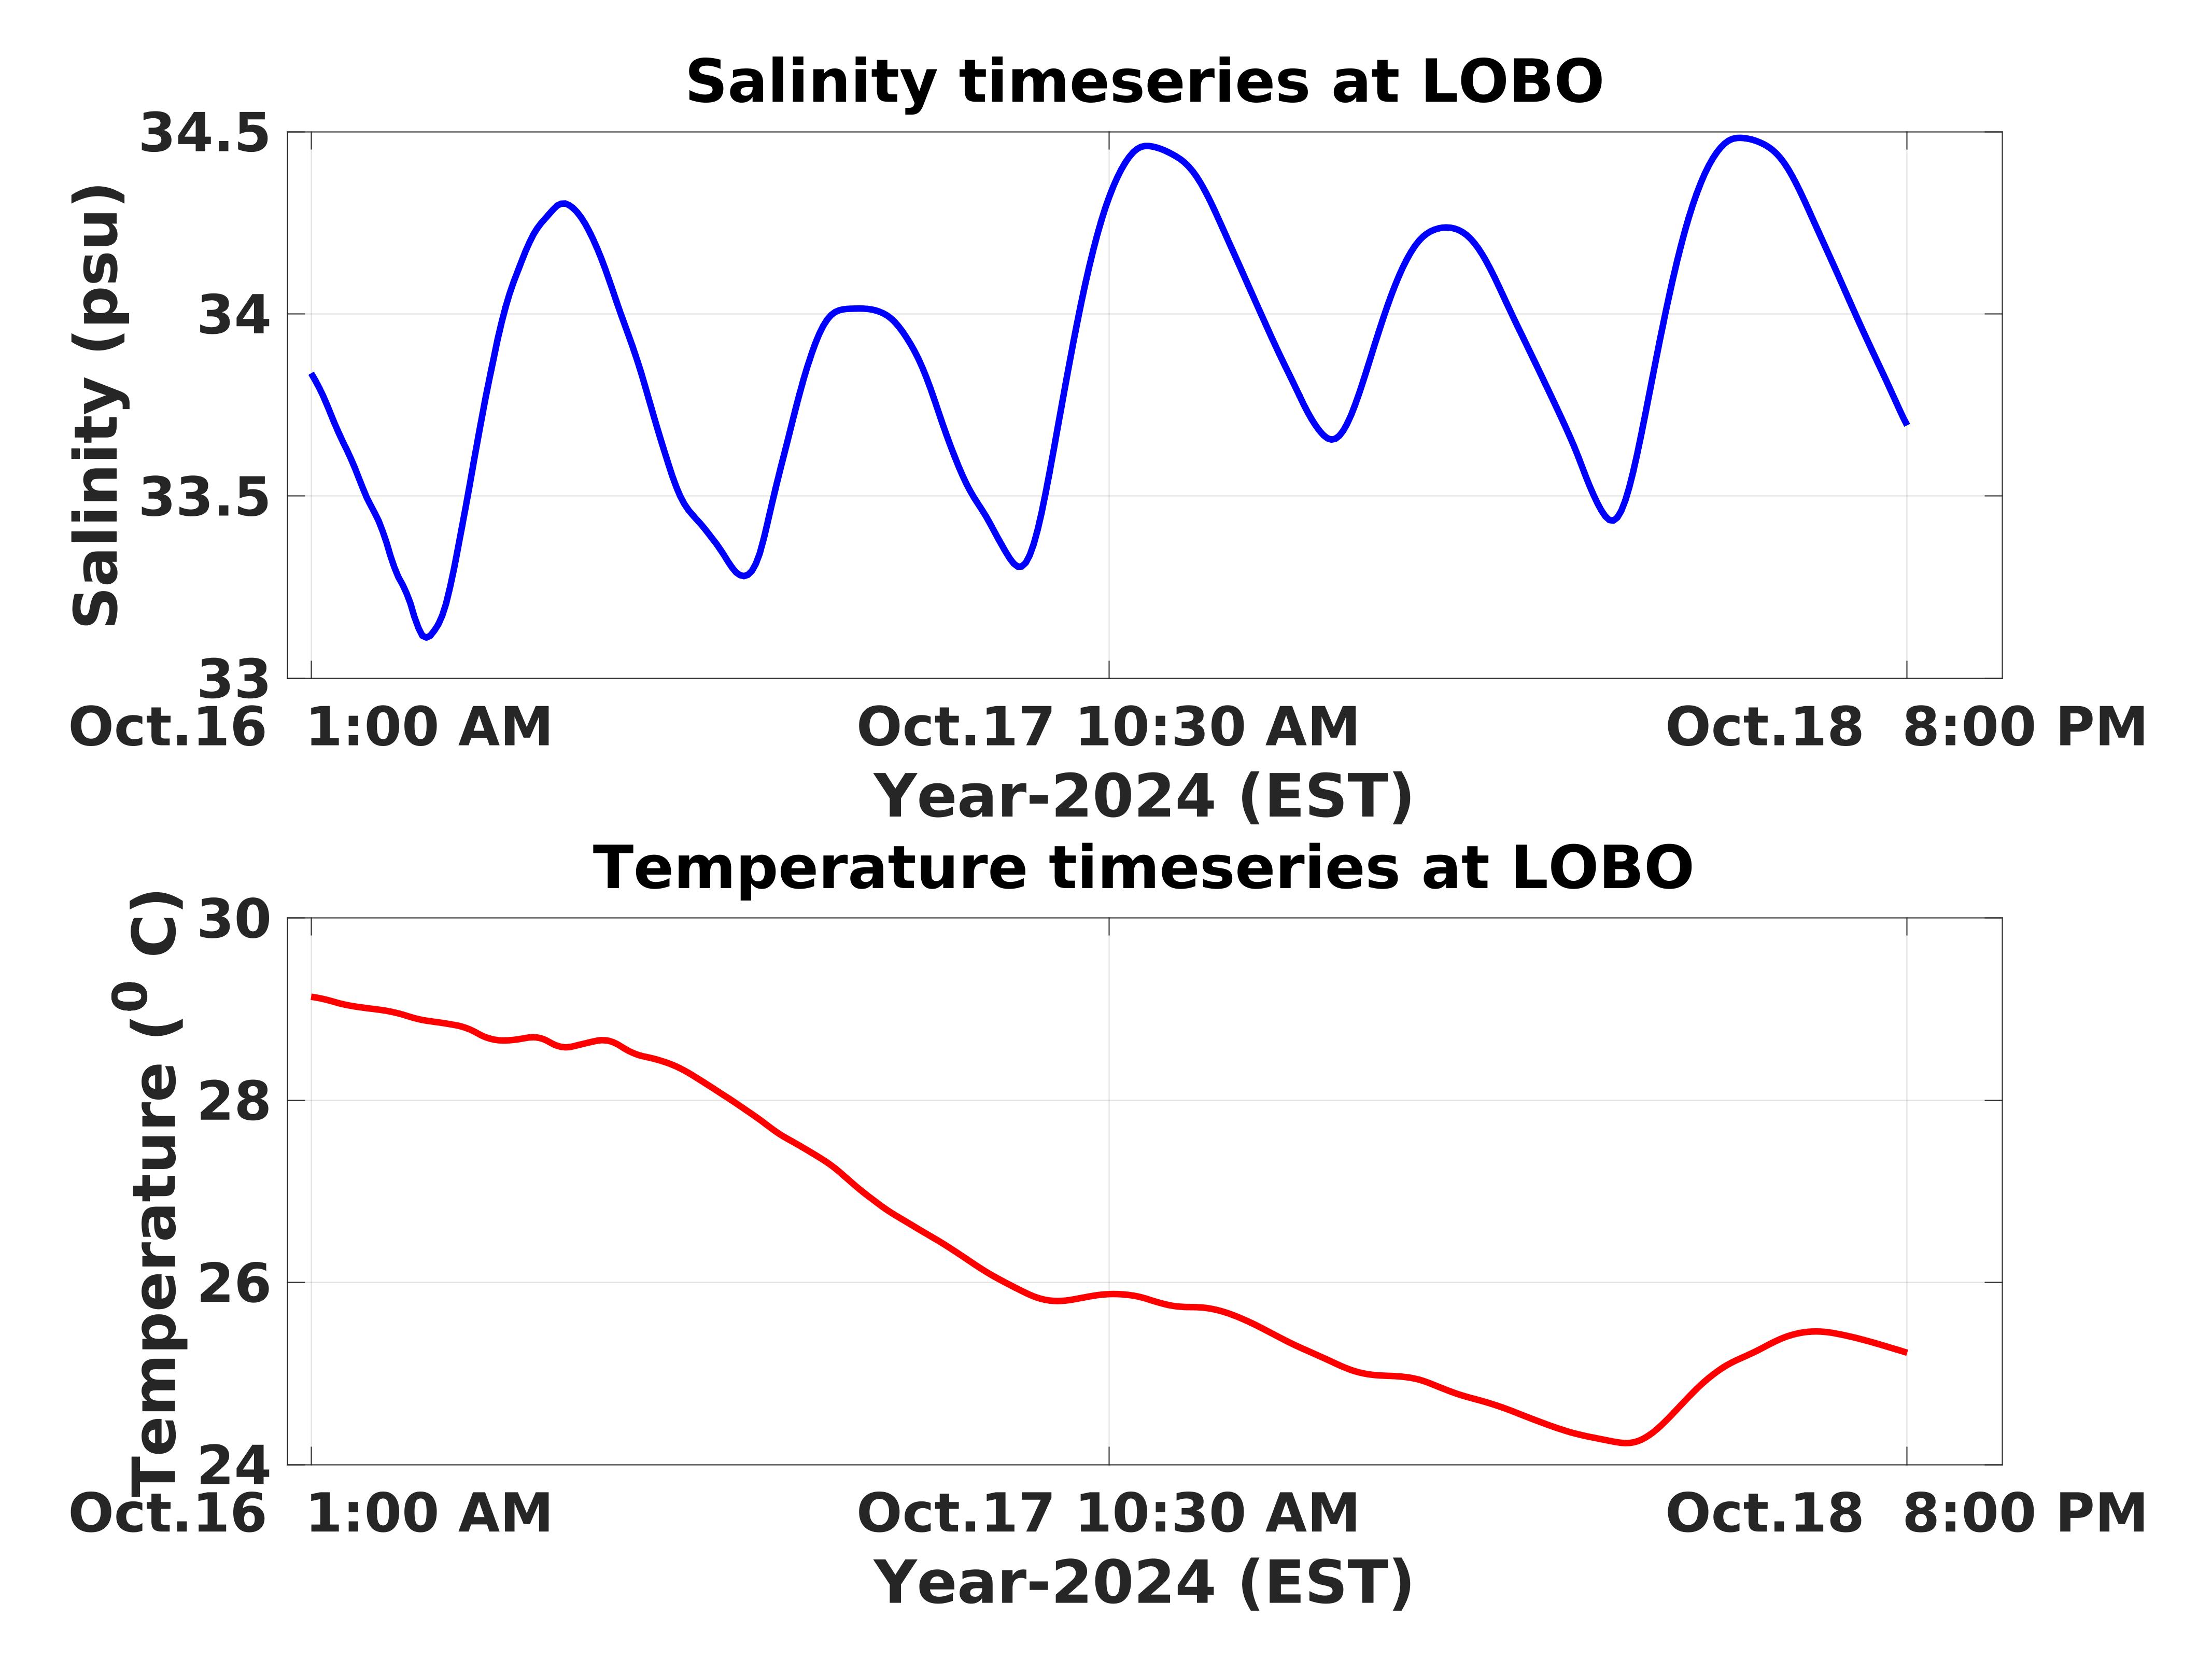 Salinity timeseries at LOBO
Salinity (psu)
34.5
34
33.5
33
Oct.16  1:00 AM
Oct.17 10:30 AM
Oct.18  8:00 PM
Year-2024 (EST)
Temperature timeseries at LOBO
Temperature (⁰ C)
30
28
26
24
Oct.16  1:00 AM
Oct.17 10:30 AM
Oct.18  8:00 PM
Year-2024 (EST)